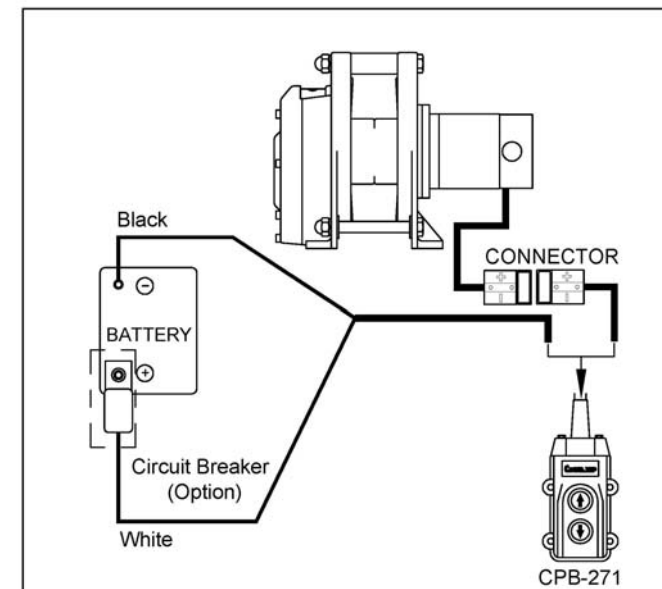 CONNECTOR
Black
BATTERY
Circuit Breaker
(Option)
White
CPB-271